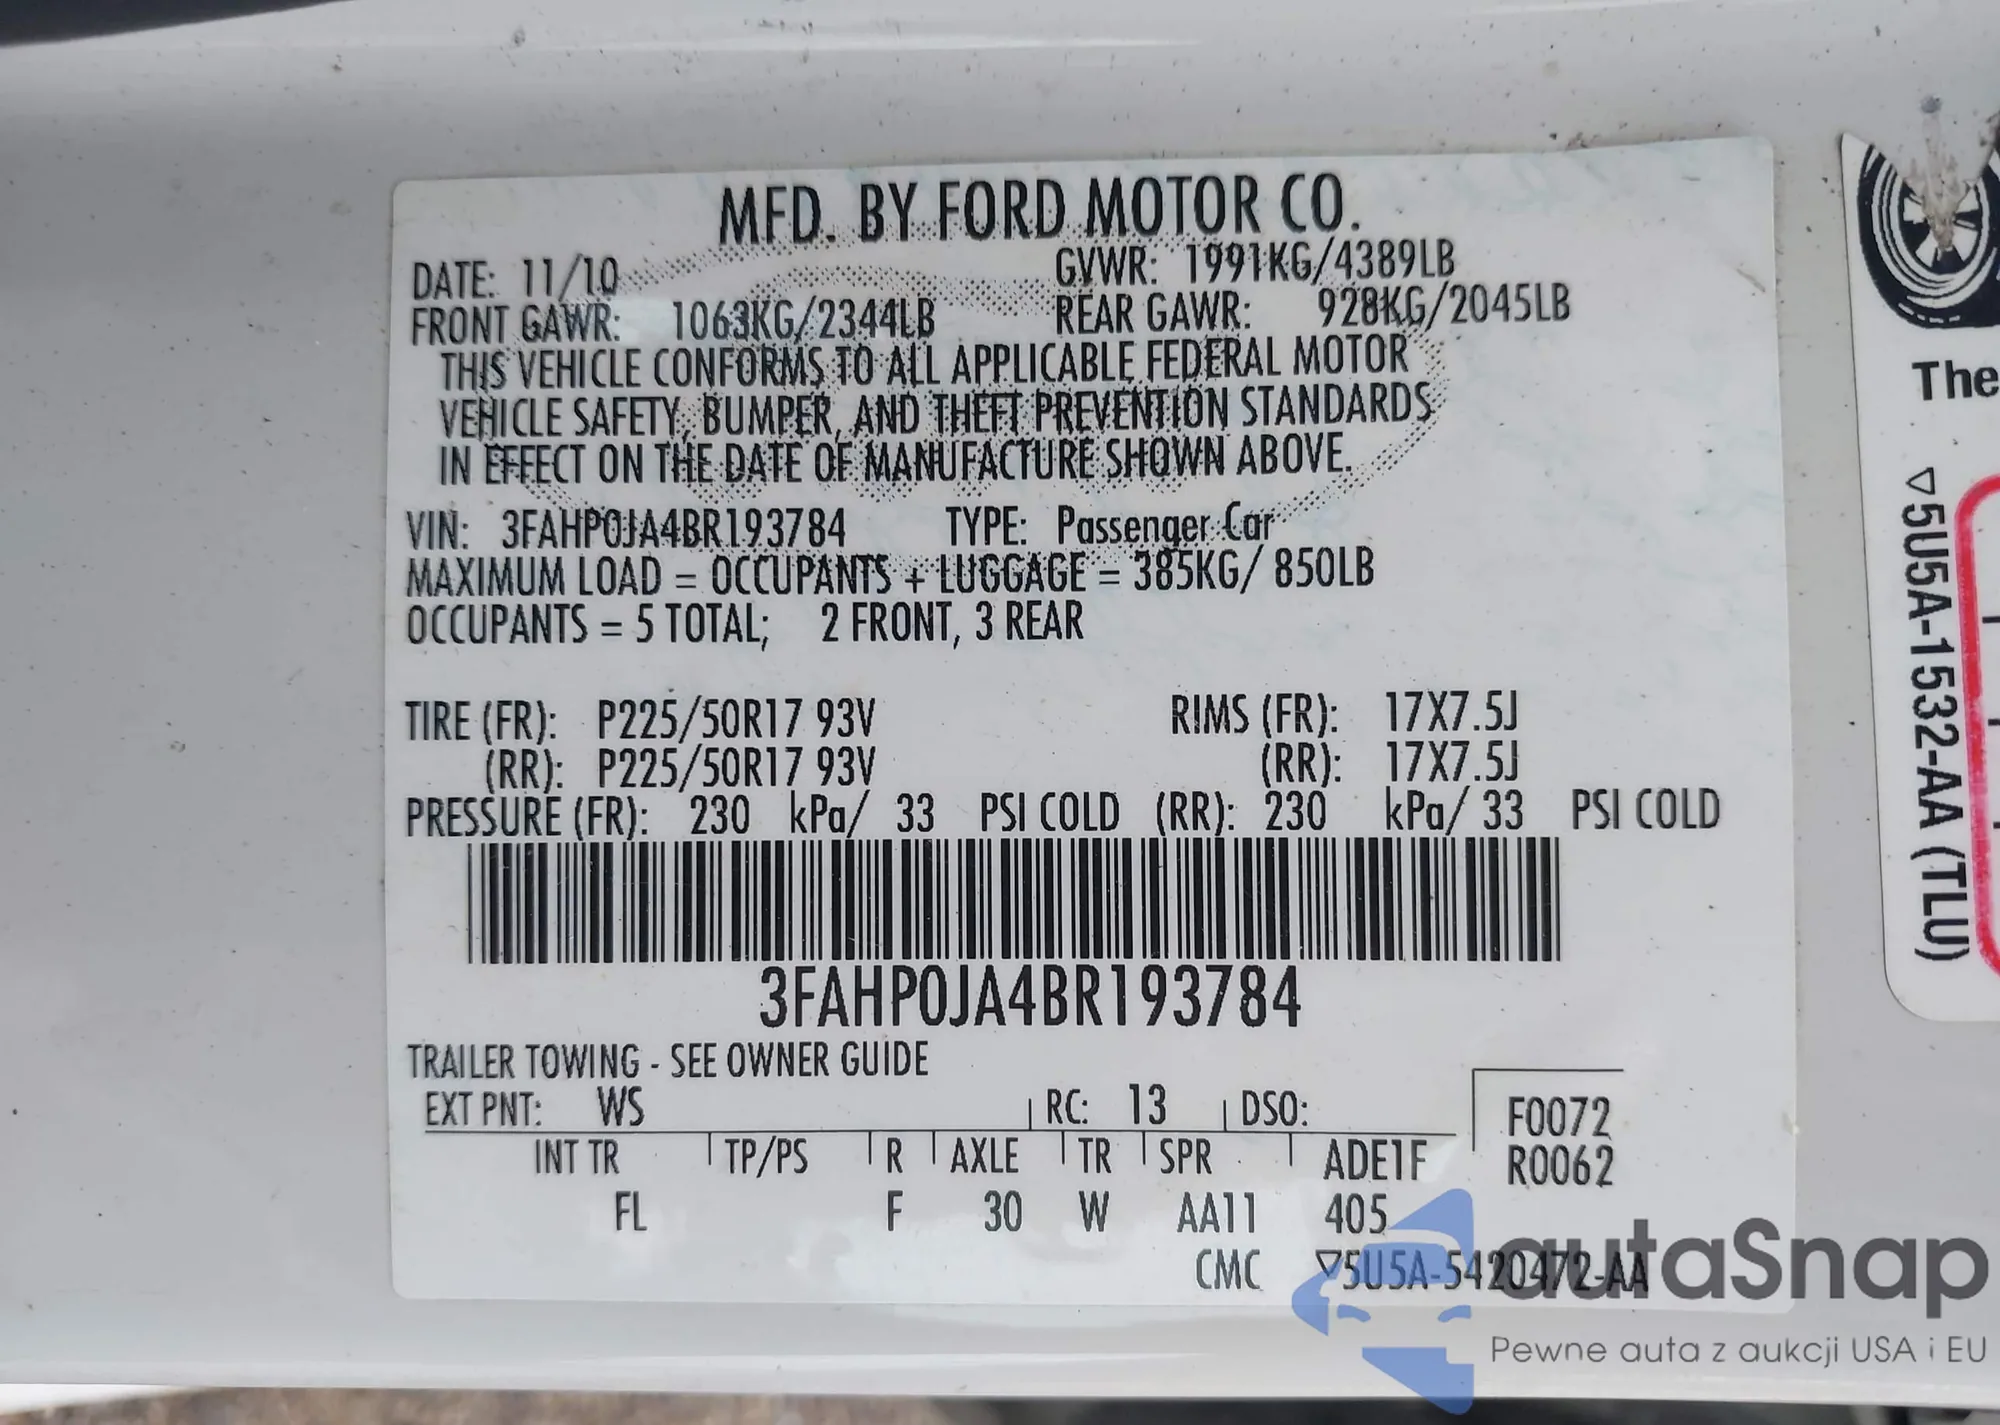 MFD. BY FORD MOTOR CO.
DATE: 11/10 GVWR: 1991KG/4389LB
FRONT GAWR: 1063KG/2344LB REAR GAWR: 928KG/2045LB
THIS VEHICLE CONFORMS TO ALL APPLICABLE FEDERAL MOTOR
VEHICLE SAFETY, BUMPER, AND THEFT PREVENTION STANDARDS
IN EFFECT ON THE DATE OF MANUFACTURE SHOWN ABOVE.
VIN: 3FAHP0JA4BR193784 TYPE: Passenger Car
MAXIMUM LOAD = OCCUPANTS + LUGGAGE = 385KG/ 850LB
OCCUPANTS = 5 TOTAL; 2 FRONT, 3 REAR
TIRE (FR): P225/50R17 93V RIMS (FR): 17X7.5J
(RR): P225/50R17 93V (RR): 17X7.5J
PRESSURE (FR): 230 kPa/ 33 PSI COLD (RR): 230 kPa/ 33 PSI COLD
3FAHP0JA4BR193784
TRAILER TOWING - SEE OWNER GUIDE
EXT PNT: WS RC: 13 DSO: F0072
INT TR TP/PS R AXLE TR SPR ADE1F R0062
FL F 30 W AA11 405
CMC ▽5U5A-5420472-AA
The
▽5U5A-1532-AA (TLU)
autaSnap
Pewne auta z aukcji USA i EU